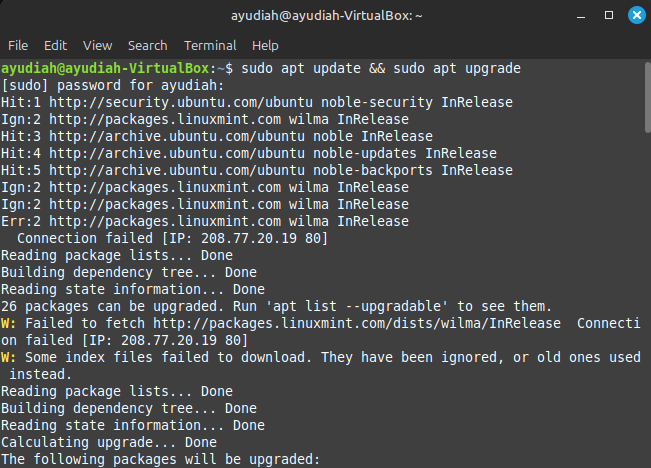 ayudiah@ayudiah-VirtualBox: ~
File Edit View Search Terminal Help
ayudiah@ayudiah-VirtualBox:~$ sudo apt update && sudo apt upgrade
[sudo] password for ayudiah:
Hit:1 http://security.ubuntu.com/ubuntu noble-security InRelease
Ign:2 http://packages.linuxmint.com wilma InRelease
Hit:3 http://archive.ubuntu.com/ubuntu noble InRelease
Hit:4 http://archive.ubuntu.com/ubuntu noble-updates InRelease
Hit:5 http://archive.ubuntu.com/ubuntu noble-backports InRelease
Ign:2 http://packages.linuxmint.com wilma InRelease
Ign:2 http://packages.linuxmint.com wilma InRelease
Err:2 http://packages.linuxmint.com wilma InRelease
  Connection failed [IP: 208.77.20.19 80]
Reading package lists... Done
Building dependency tree... Done
Reading state information... Done
26 packages can be upgraded. Run 'apt list --upgradable' to see them.
W: Failed to fetch http://packages.linuxmint.com/dists/wilma/InRelease  Connecti
on failed [IP: 208.77.20.19 80]
W: Some index files failed to download. They have been ignored, or old ones used
 instead.
Reading package lists... Done
Building dependency tree... Done
Reading state information... Done
Calculating upgrade... Done
The following packages will be upgraded: